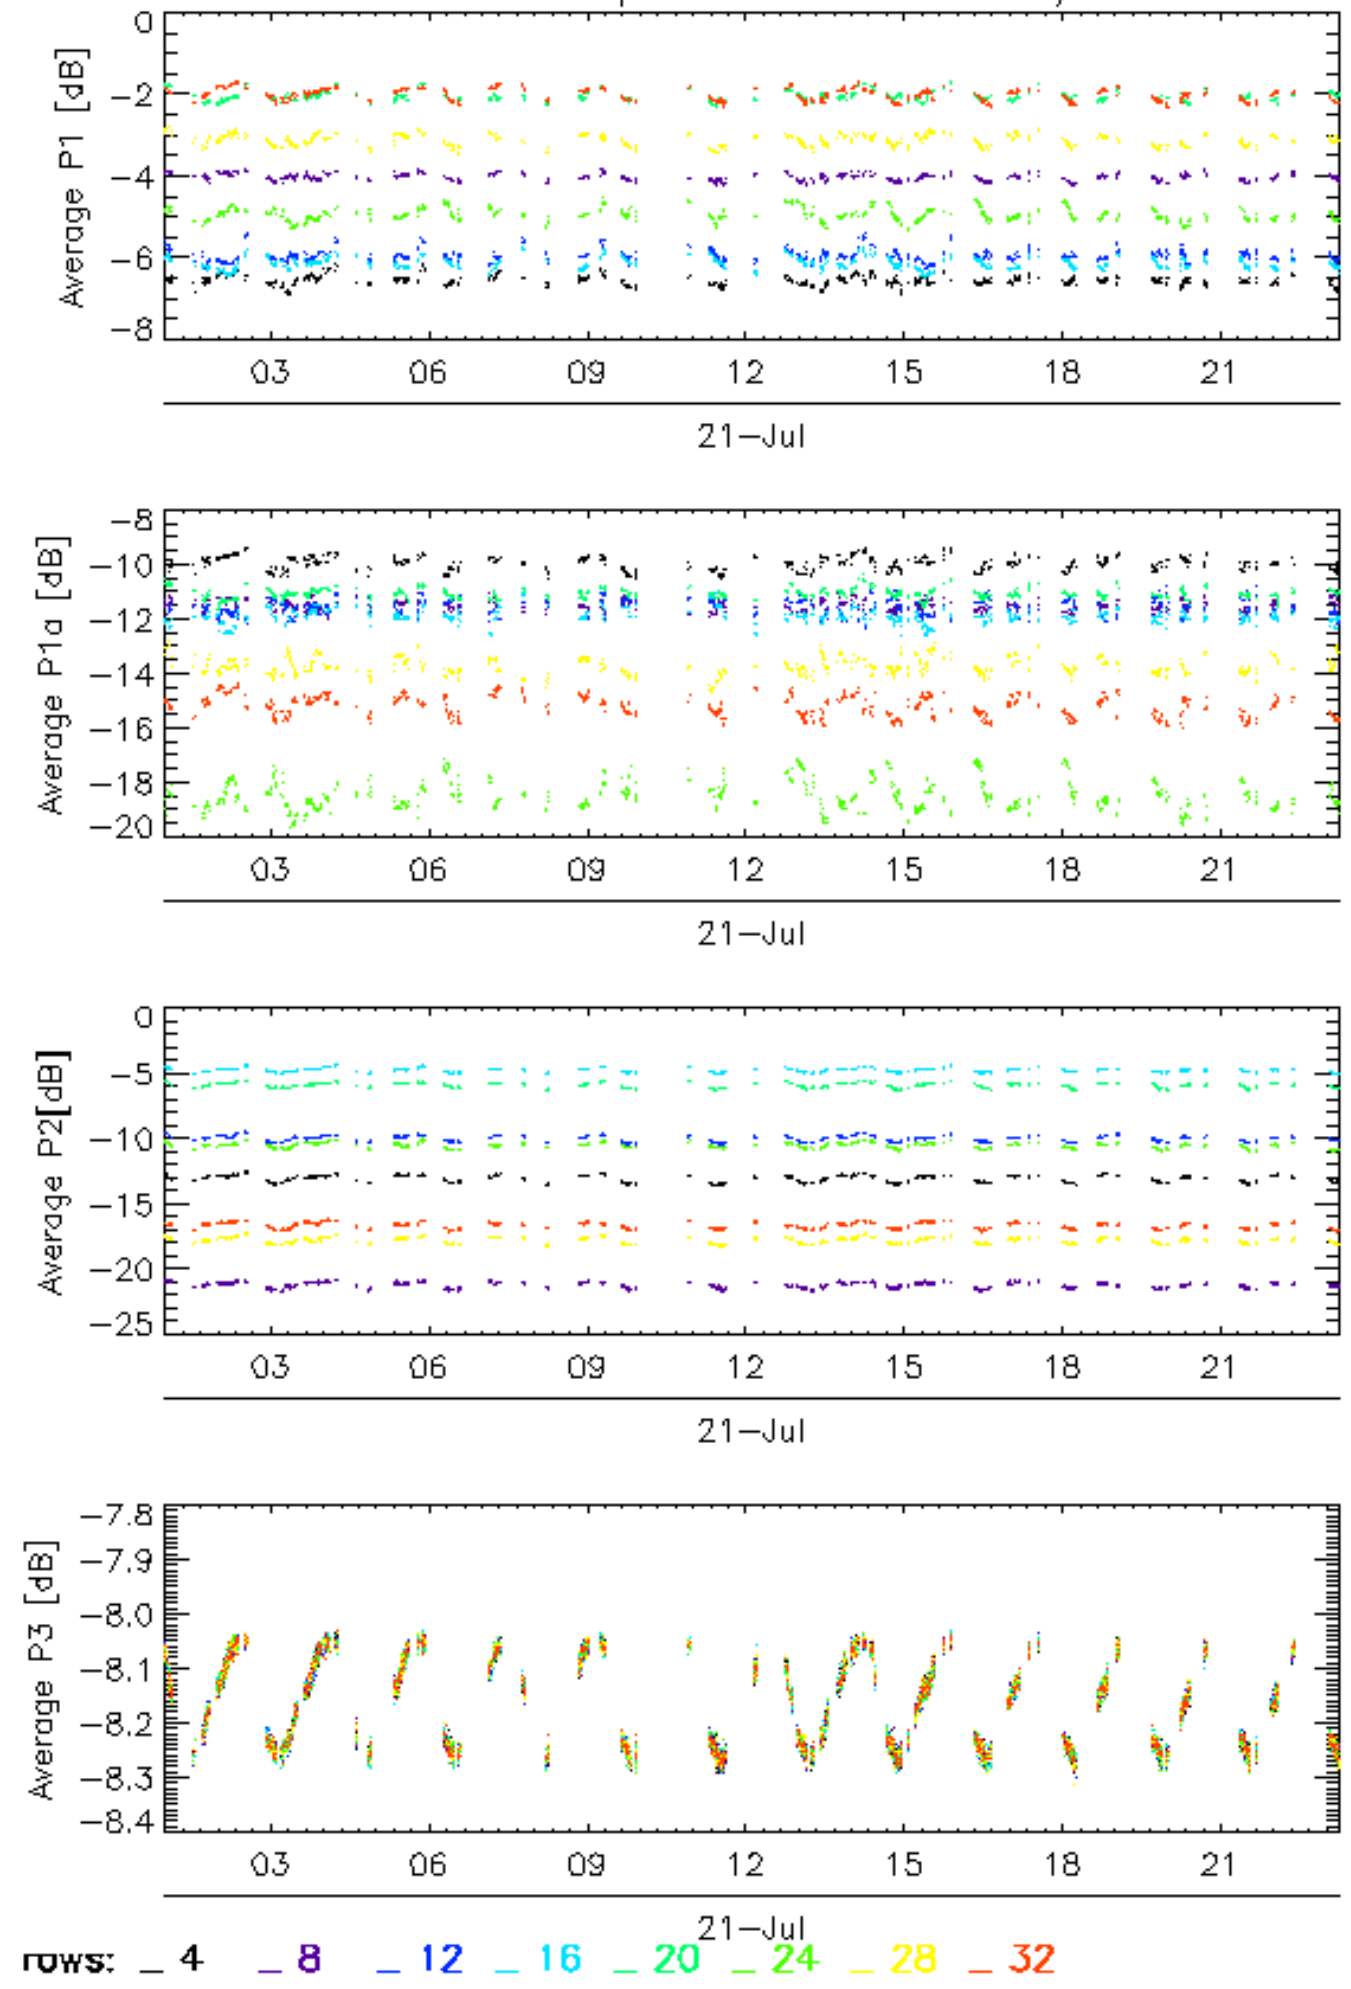 Average P1 [dB]
0
−2
−4
−6
−8
03 06 09 12 15 18 21
21−Jul
Average P1a [dB]
−8
−10
−12
−14
−16
−18
−20
03 06 09 12 15 18 21
21−Jul
Average P2[dB]
0
−5
−10
−15
−20
−25
03 06 09 12 15 18 21
21−Jul
Average P3 [dB]
−7.8
−7.9
−8.0
−8.1
−8.2
−8.3
−8.4
03 06 09 12 15 18 21
21−Jul
rows: _ 4 _ 8 _ 12 _ 16 _ 20 _ 24 _ 28 _ 32